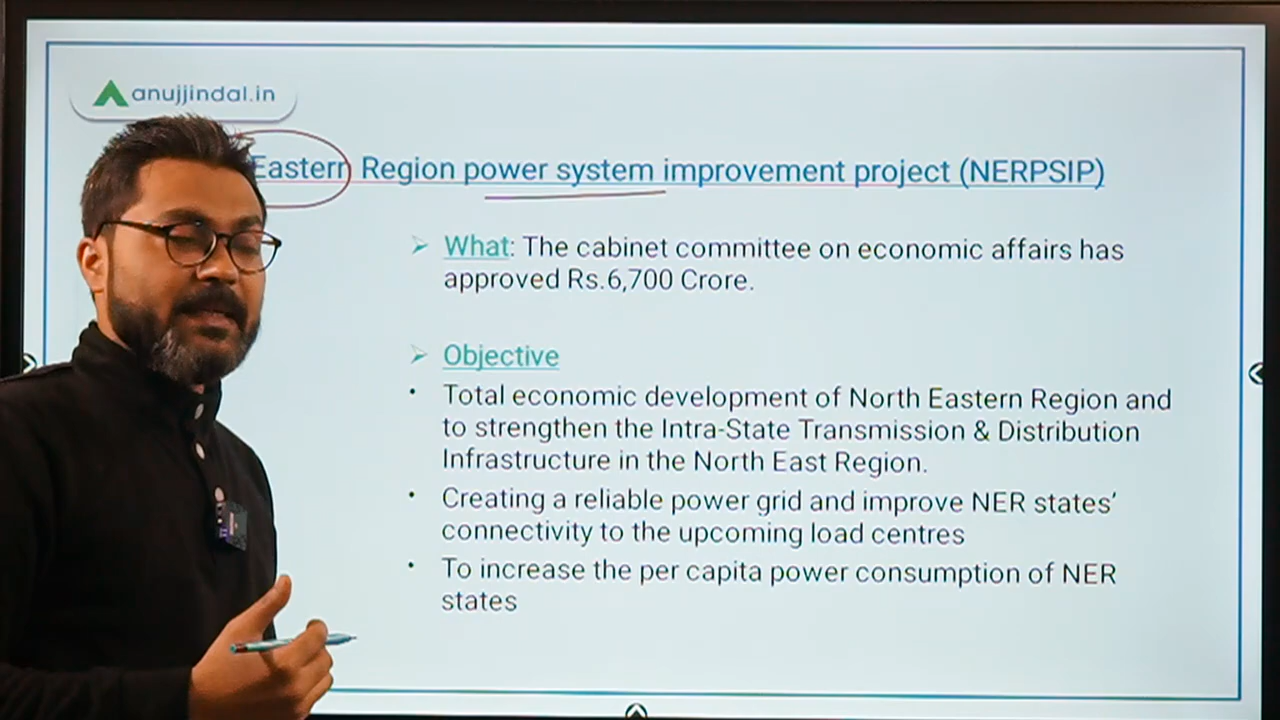 anujjindal.in
Eastern Region power system improvement project (NERPSIP)
➢ What: The cabinet committee on economic affairs has
approved Rs.6,700 Crore.
➢ Objective
• Total economic development of North Eastern Region and
to strengthen the Intra-State Transmission & Distribution
Infrastructure in the North East Region.
• Creating a reliable power grid and improve NER states’
connectivity to the upcoming load centres
• To increase the per capita power consumption of NER
states